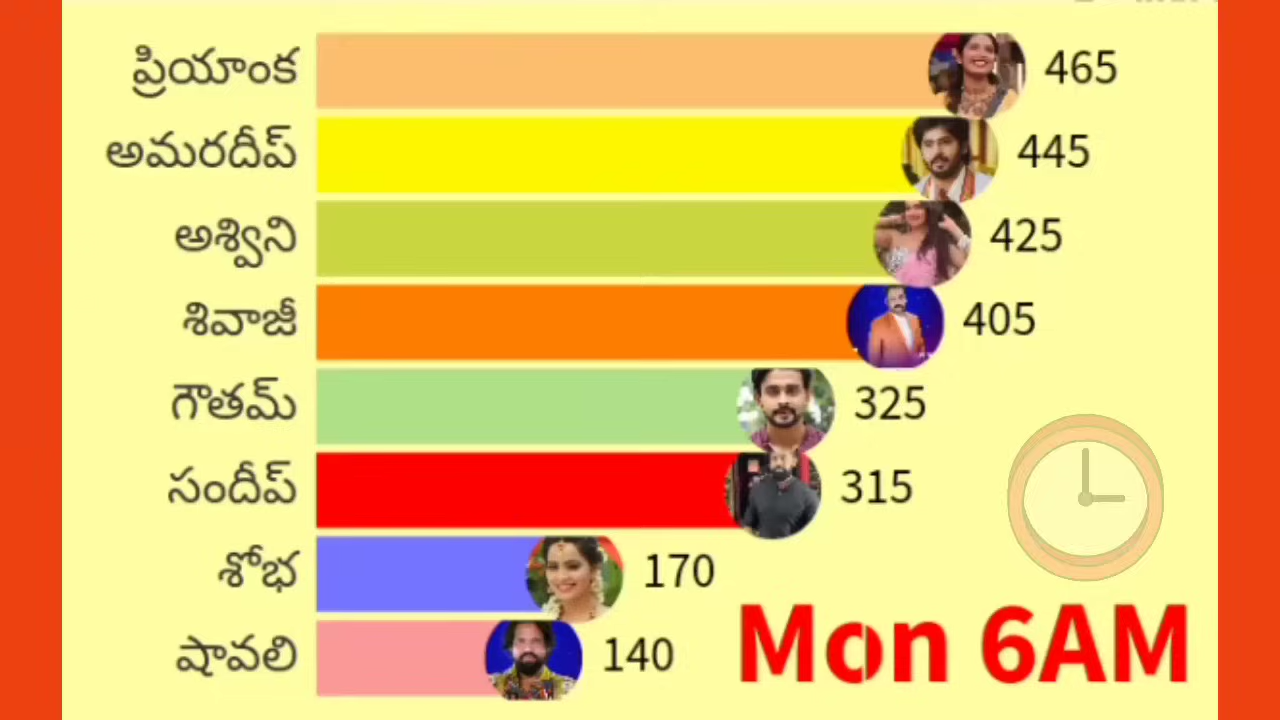 ప్రియాంక 465
అమరదీప్ 445
అశ్విని 425
శివాజీ 405
గౌతమ్ 325
సందీప్ 315
శోభ 170
షావలి 140
Mon 6AM